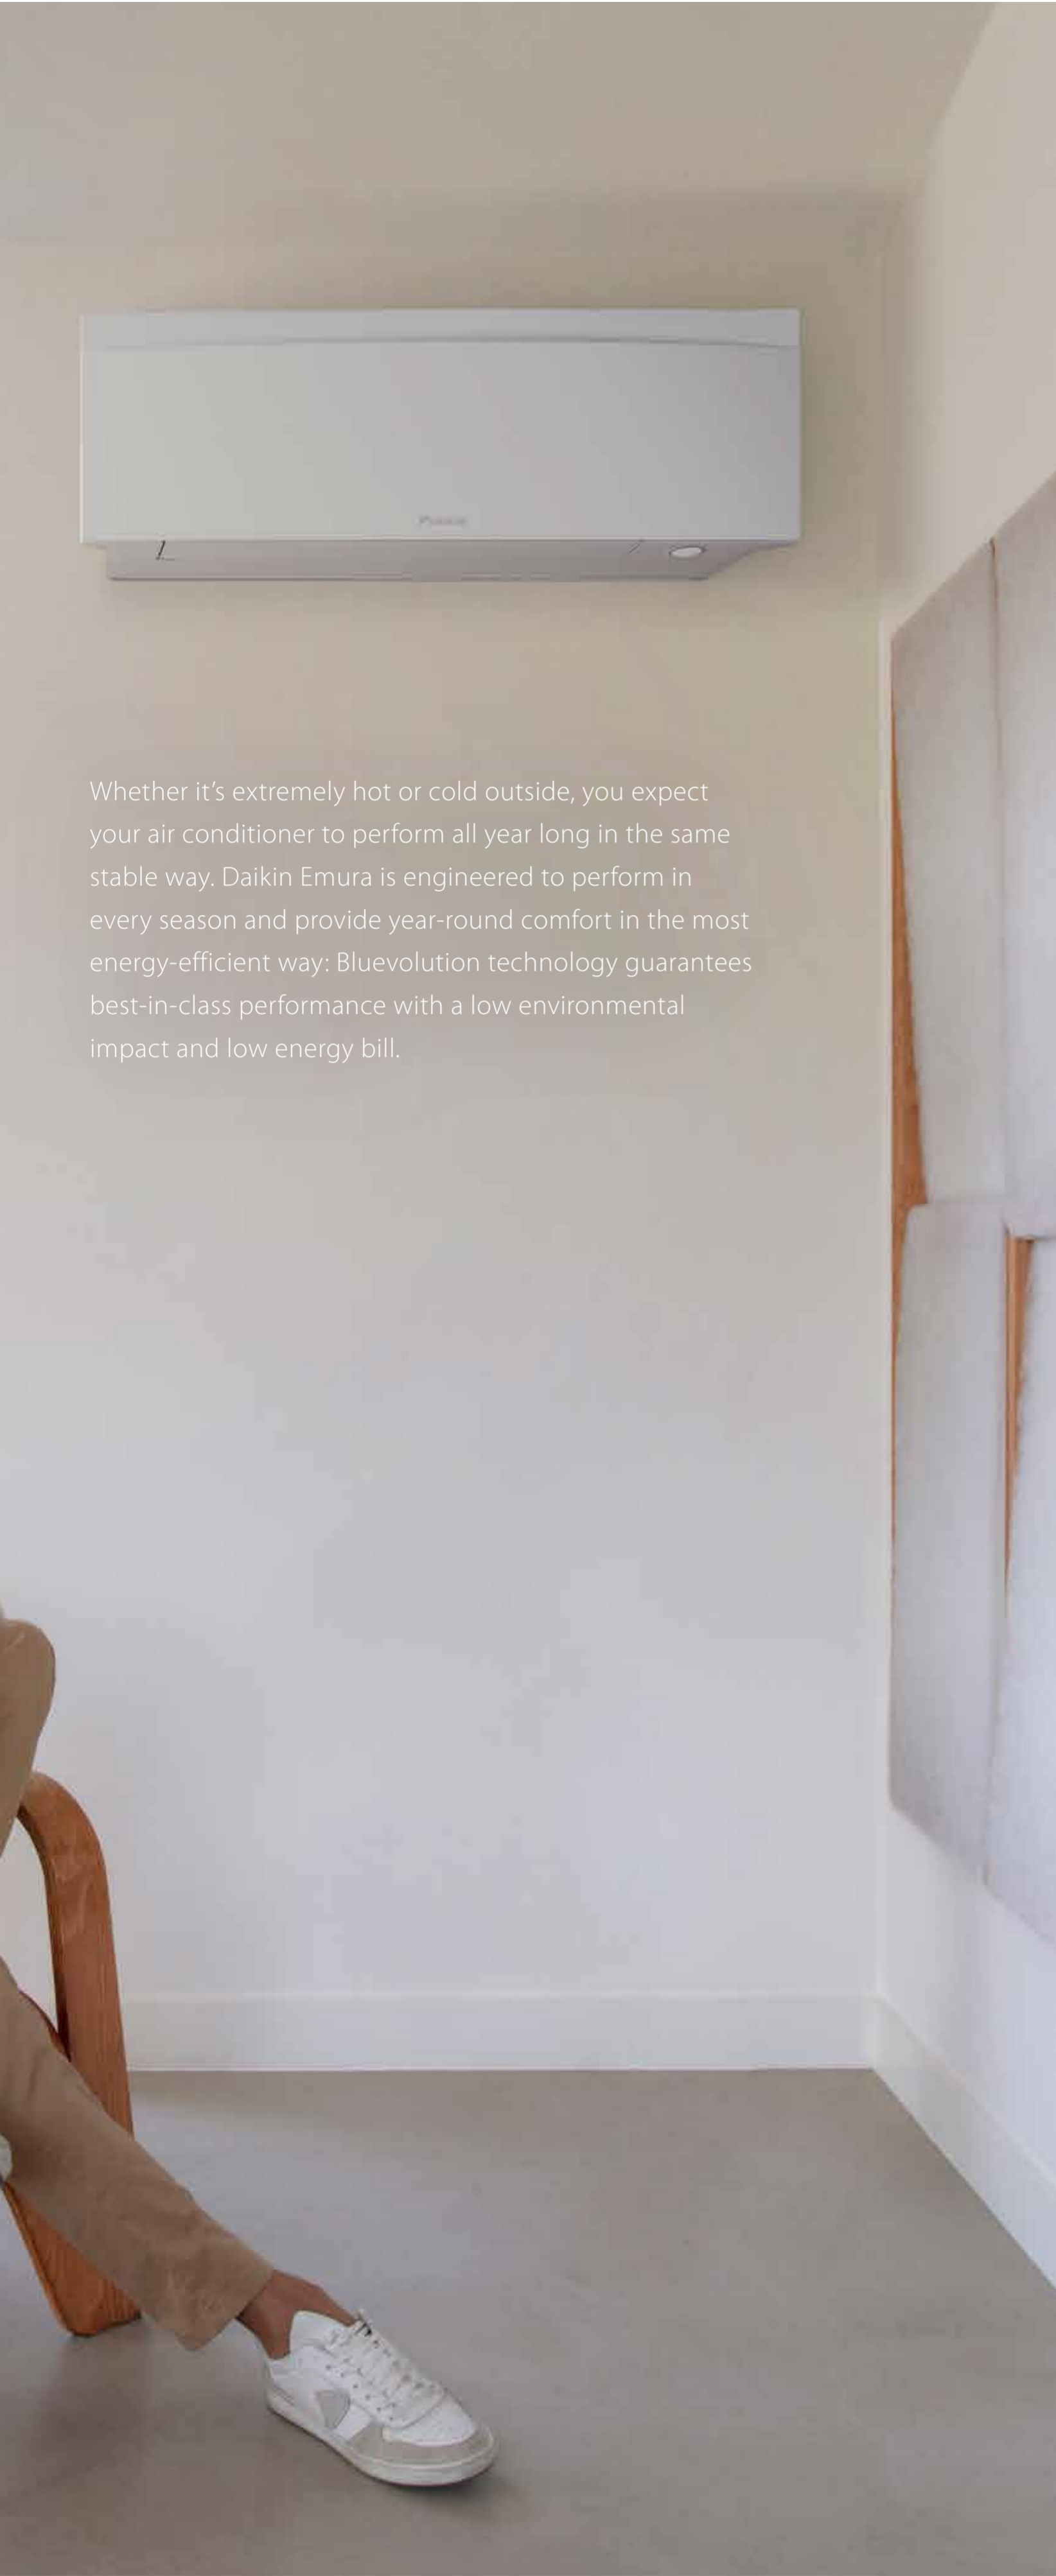 Whether it’s extremely hot or cold outside, you expect
your air conditioner to perform all year long in the same
stable way. Daikin Emura is engineered to perform in
every season and provide year-round comfort in the most
energy-efficient way: Bluevolution technology guarantees
best-in-class performance with a low environmental
impact and low energy bill.